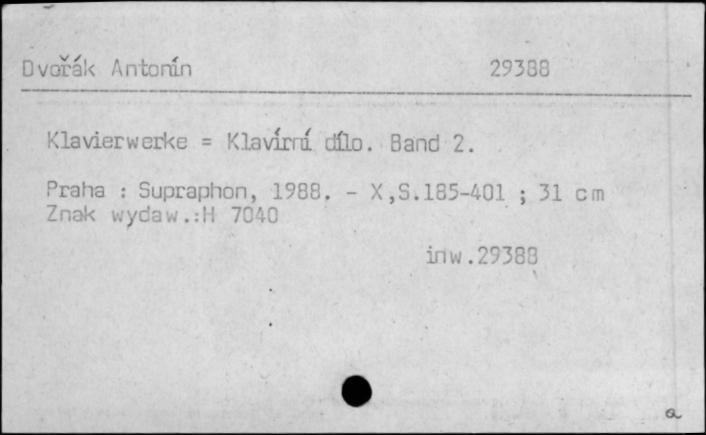 Dvořák Antonín 29388
Klavierwerke = Klavírní dílo. Band 2.
Praha : Supraphon, 1988. - X,S.185-401 ; 31 cm
Znak wydaw.:H 7040
inw.29388
a